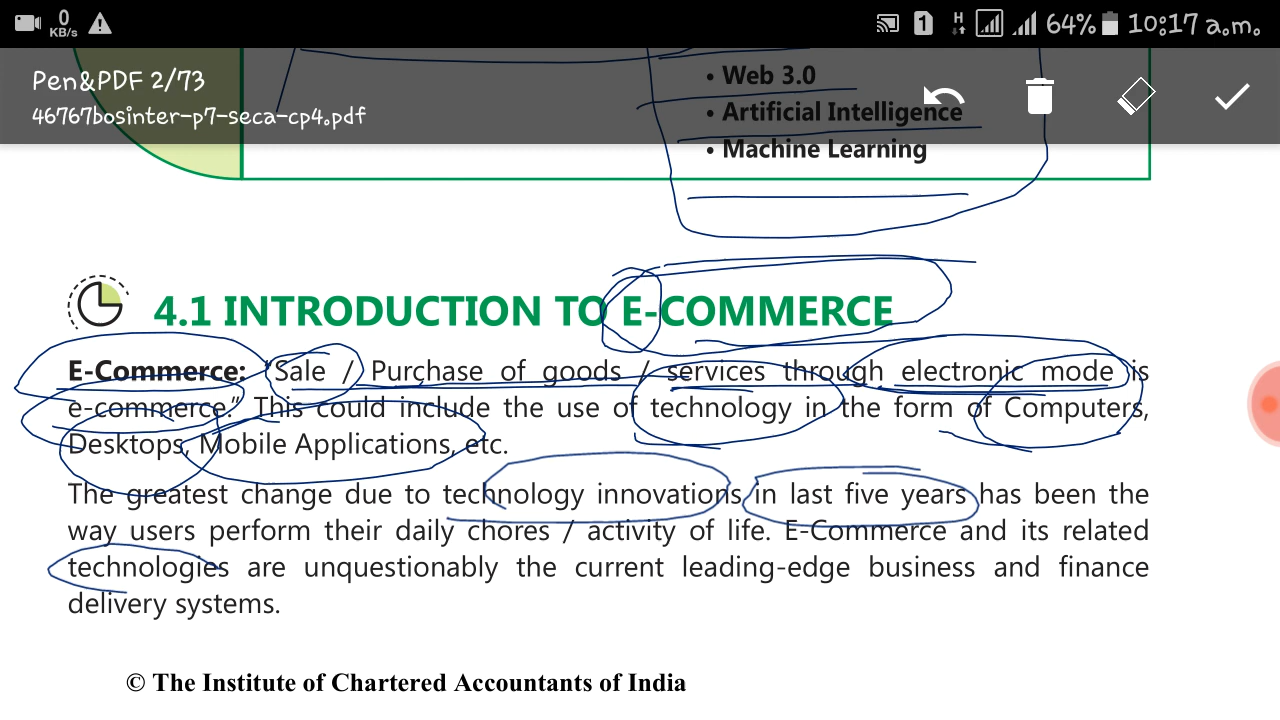 0 KB/s 1 H 64% 10:17 a.m.
Pen&PDF 2/73
46767bosinter-p7-seca-cp4.pdf
• Web 3.0
• Artificial Intelligence
• Machine Learning
4.1 INTRODUCTION TO E-COMMERCE
E-Commerce: "Sale / Purchase of goods / services through electronic mode is
e-commerce.” This could include the use of technology in the form of Computers,
Desktops, Mobile Applications, etc.
The greatest change due to technology innovations in last five years has been the
way users perform their daily chores / activity of life. E-Commerce and its related
technologies are unquestionably the current leading-edge business and finance
delivery systems.
© The Institute of Chartered Accountants of India